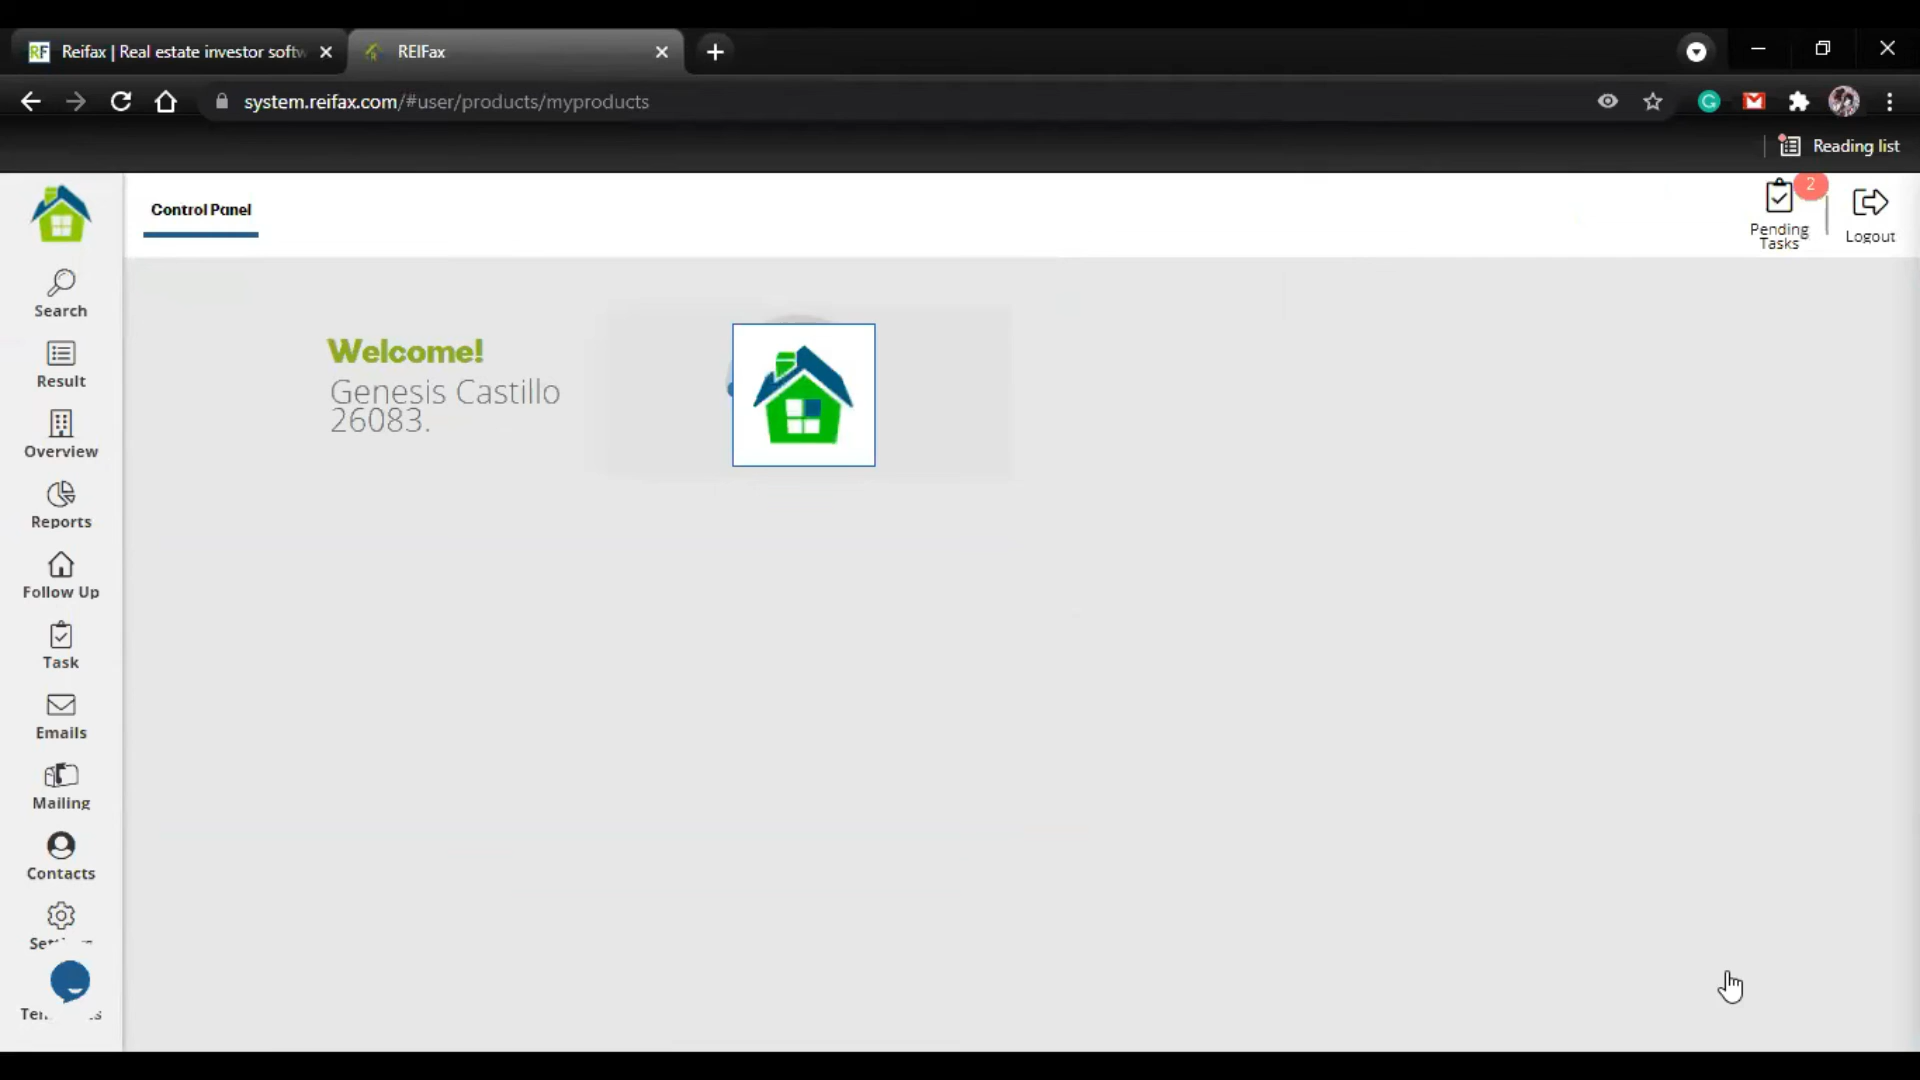 RF Reifax | Real estate investor softw
REIFax
system.reifax.com/#user/products/myproducts
Reading list
Control Panel
2
Pending
Tasks
Logout
Search
Result
Overview
Reports
Follow Up
Task
Emails
Mailing
Contacts
Welcome!
Genesis Castillo
26083.